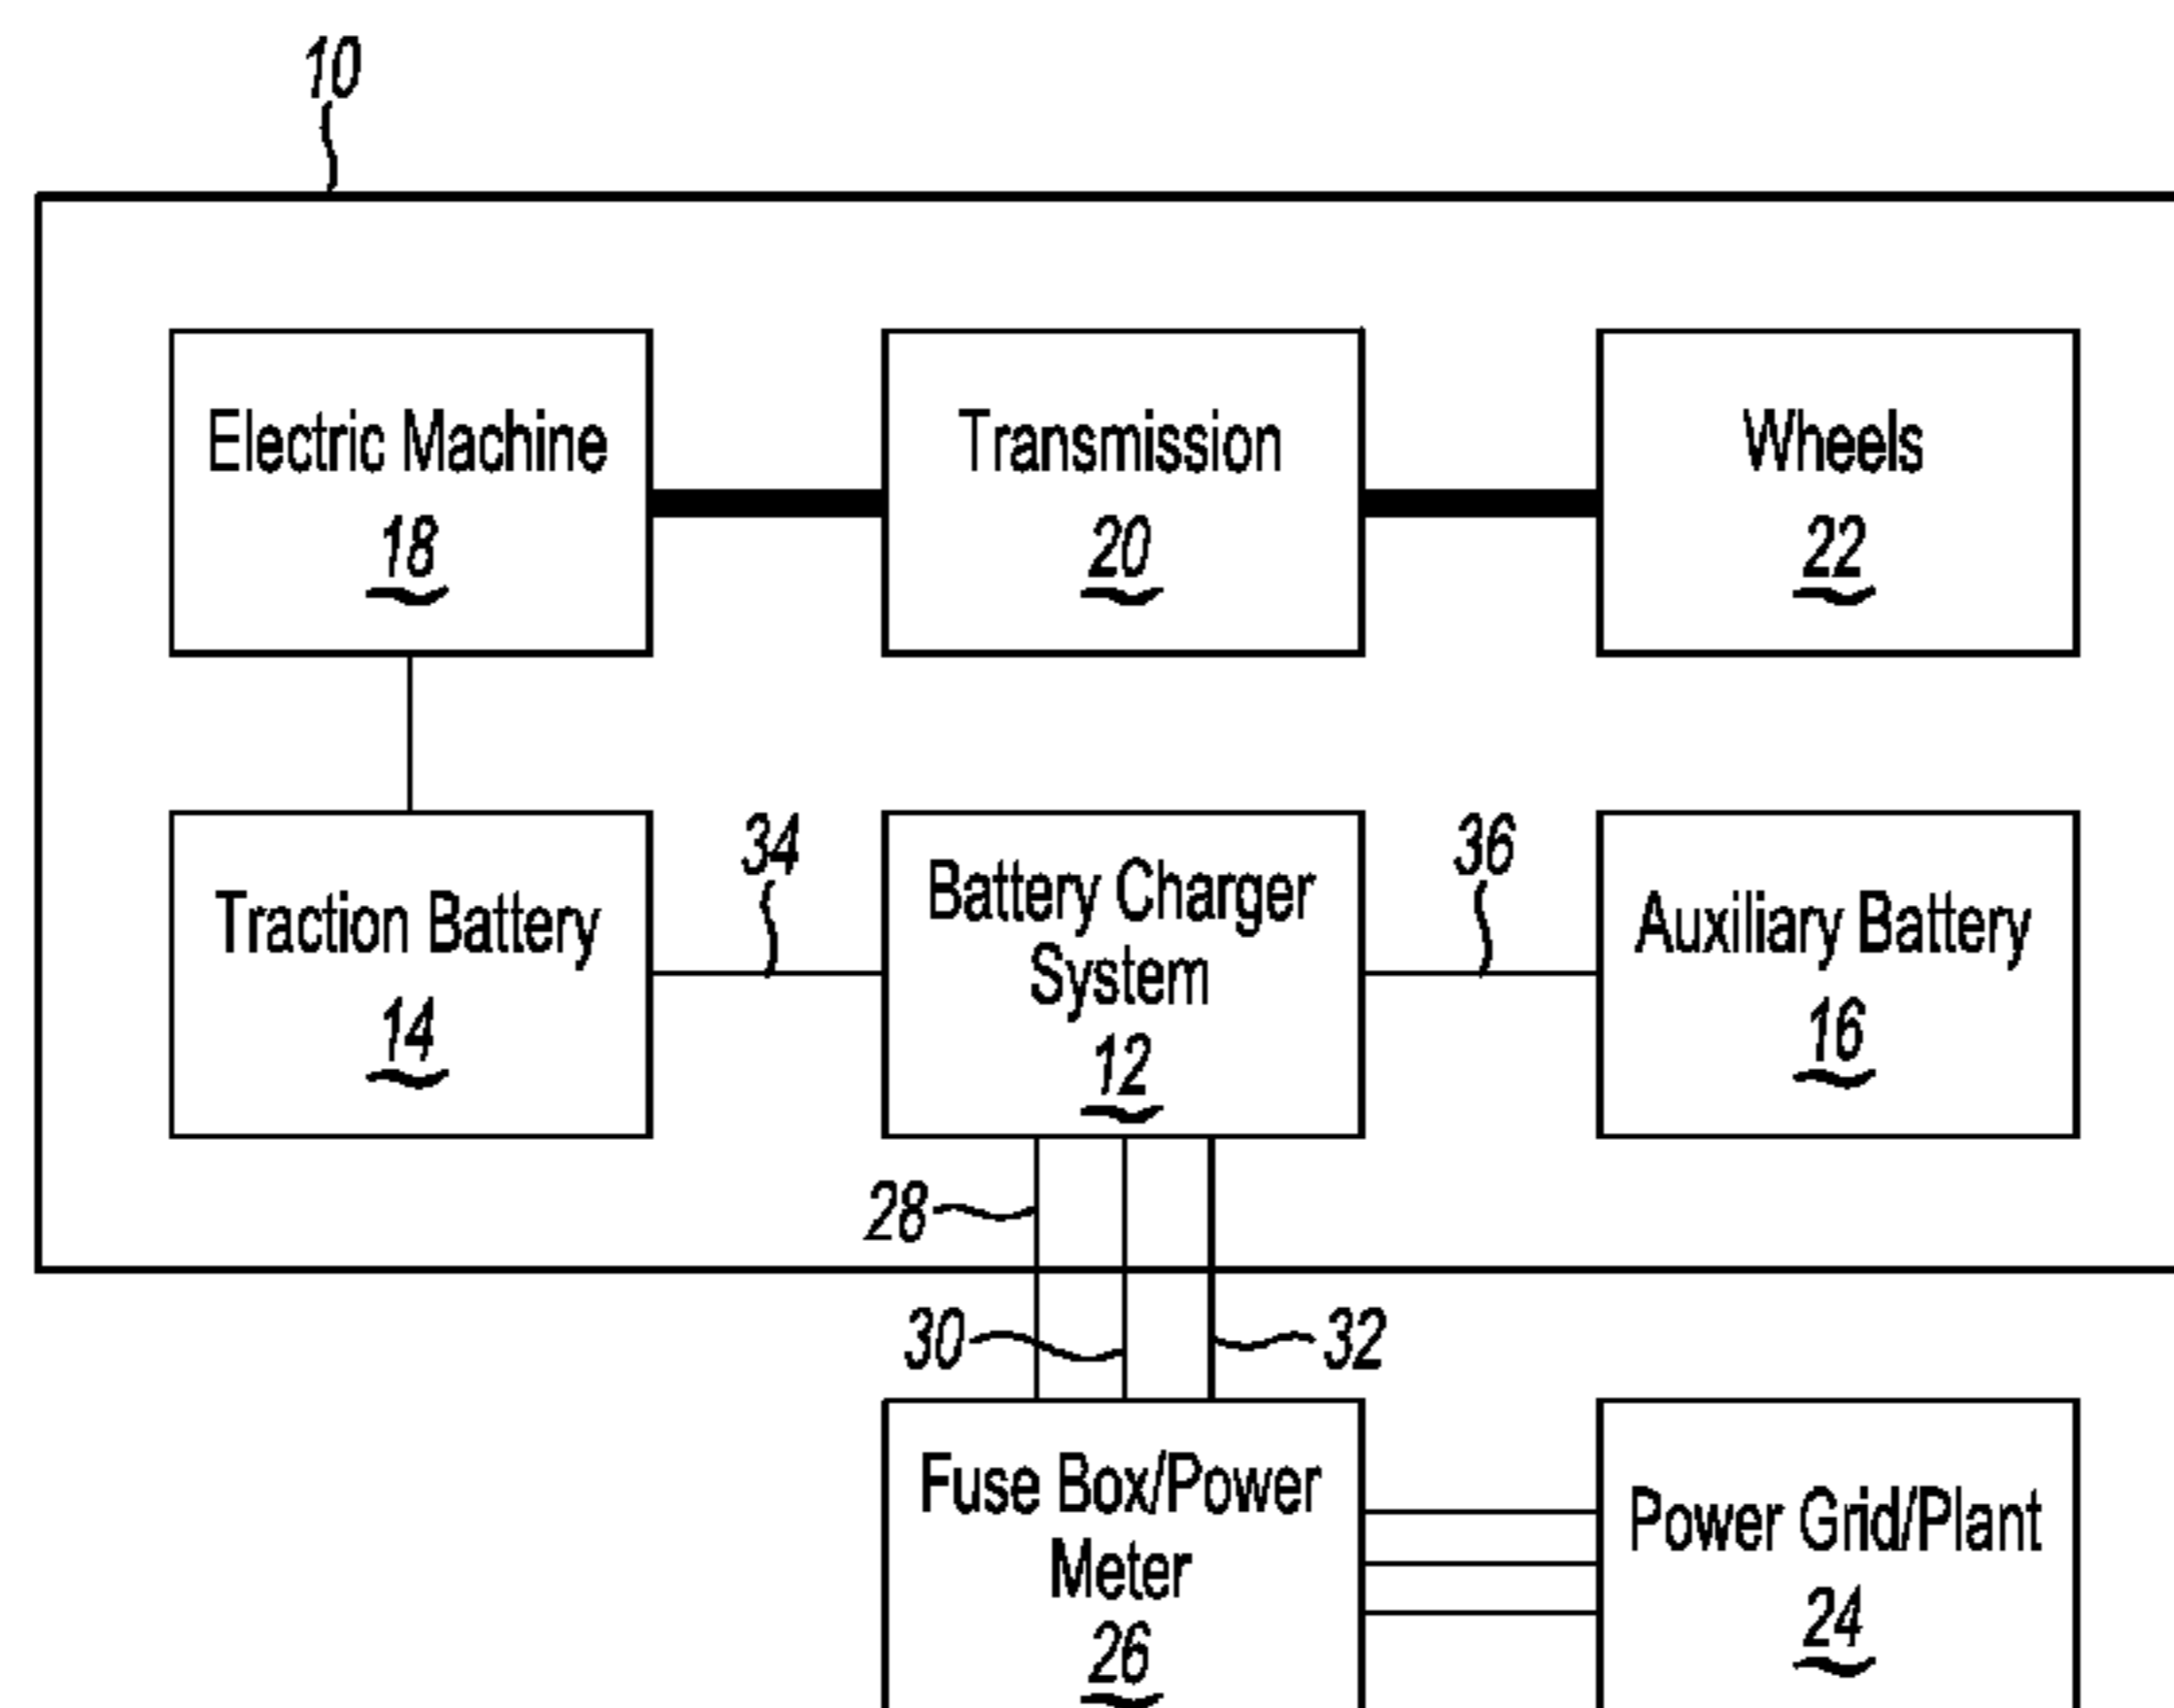 10
Electric Machine
18
Transmission
20
Wheels
22
Traction Battery
14
34
Battery Charger
System
12
36
Auxiliary Battery
16
28
30
32
Fuse Box/Power
Meter
26
Power Grid/Plant
24